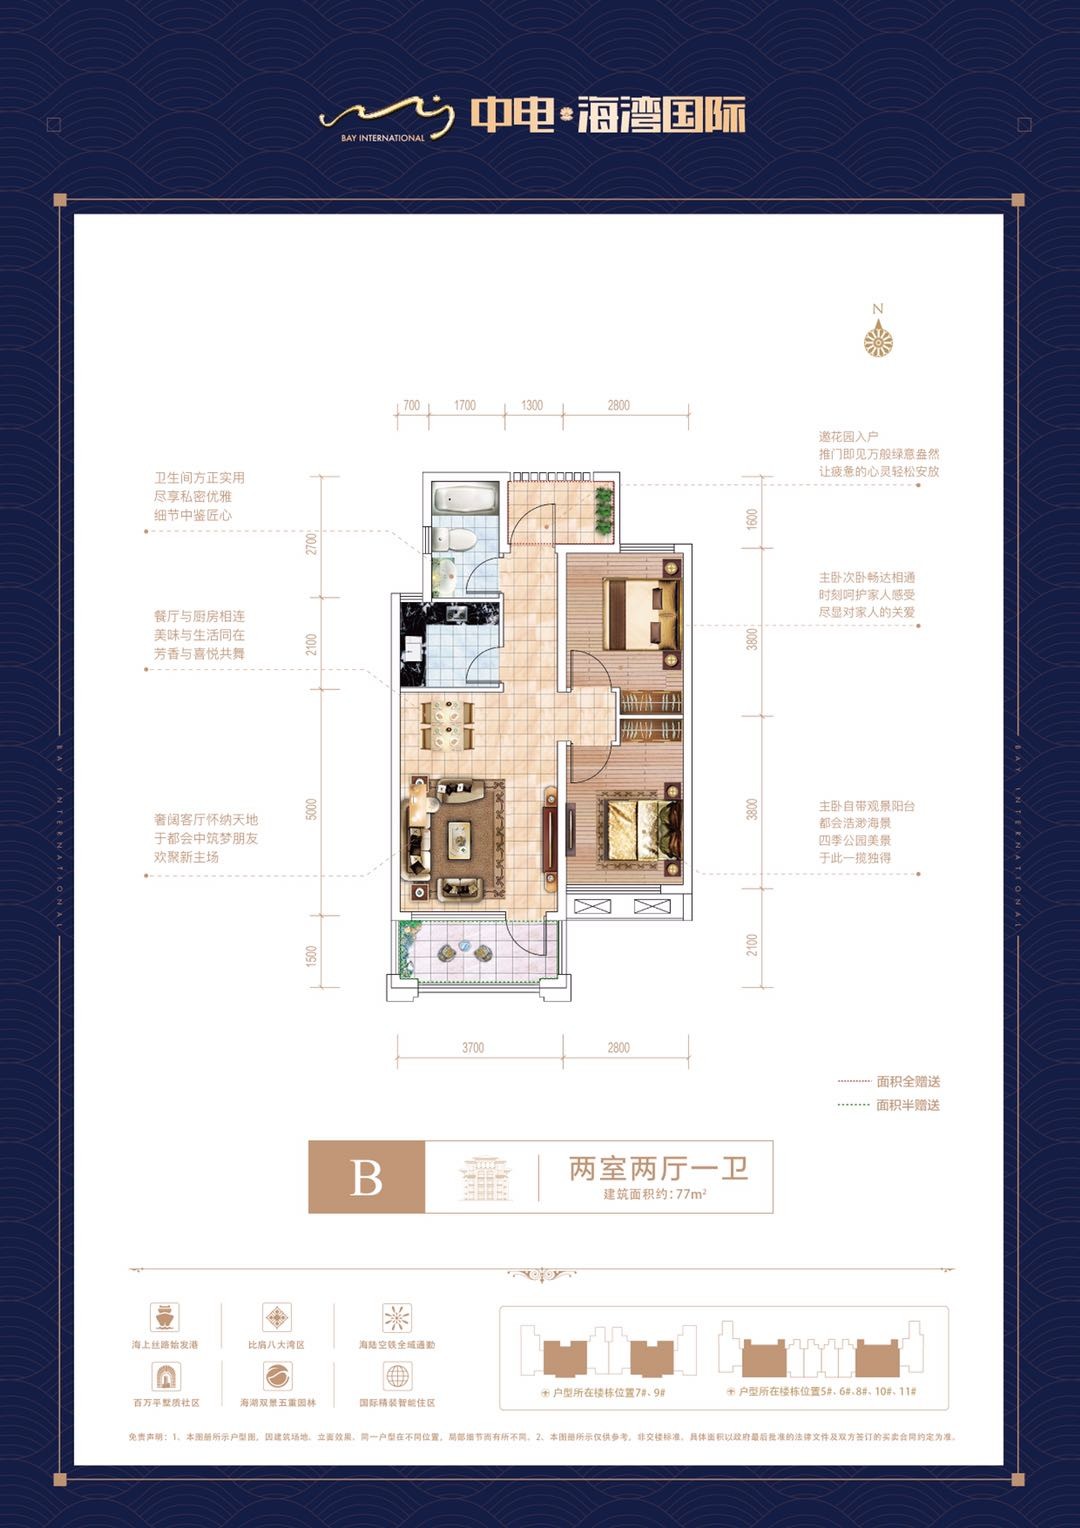 中电·海湾国际
BAY INTERNATIONAL
N
700
1700
1300
2800
邀花园入户
推门即见万般绿意盎然
让疲惫的心灵轻松安放
卫生间方正实用
尽享私密优雅
细节中鉴匠心
2700
1600
主卧次卧畅达相通
时刻呵护家人感受
尽显对家人的关爱
餐厅与厨房相连
美味与生活同在
芳香与喜悦共舞
2100
3800
奢阔客厅怀纳天地
于都会中筑梦朋友
欢聚新主场
5000
3800
主卧自带观景阳台
都会浩渺海景
四季公园美景
于此一揽独得
BAY INTERNATIONAL
BAY INTERNATIONAL
1500
2100
3700
2800
面积全赠送
面积半赠送
B
两室两厅一卫
建筑面积约：77m²
海上丝路始发港
比肩八大湾区
海陆空铁全域通勤
百万平墅质社区
海湖双景五重园林
国际精装智能住区
户型所在楼栋位置7#、9#
户型所在楼栋位置5#、6#、8#、10#、11#
免责声明：1、本图册所示户型图，因建筑场地、立面效果、同一户型在不同位置，局部细节尚有所不同。2、本图册所示仅供参考，非交楼标准。具体面积以政府最后批准的法律文件及双方签订的买卖合同约定为准。